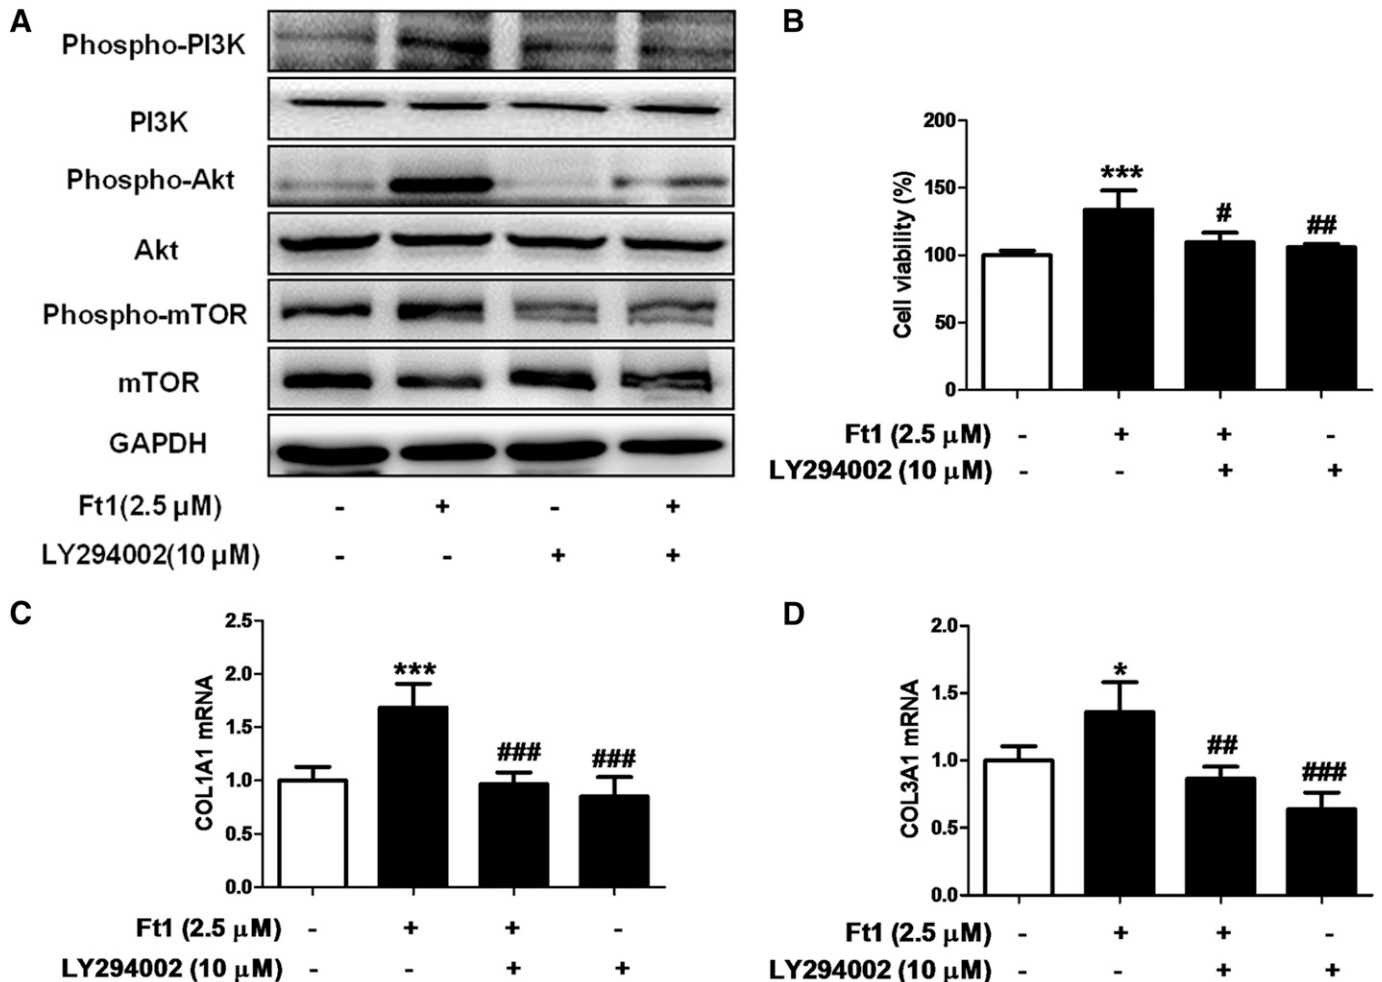 A
Phospho-PI3K
PI3K
Phospho-Akt
Akt
Phospho-mTOR
mTOR
GAPDH
Ft1(2.5 µM) - + - +
LY294002(10 µM) - - + +
B
Cell viability (%)
200
150
100
50
0
***
#
##
Ft1 (2.5 µM) - + + -
LY294002 (10 µM) - - + +
C
COL1A1 mRNA
2.5
2.0
1.5
1.0
0.5
0.0
***
###
###
Ft1 (2.5 µM) - + + -
LY294002 (10 µM) - - + +
D
COL3A1 mRNA
2.0
1.5
1.0
0.5
0.0
*
##
###
Ft1 (2.5 µM) - + + -
LY294002 (10 µM) - - + +